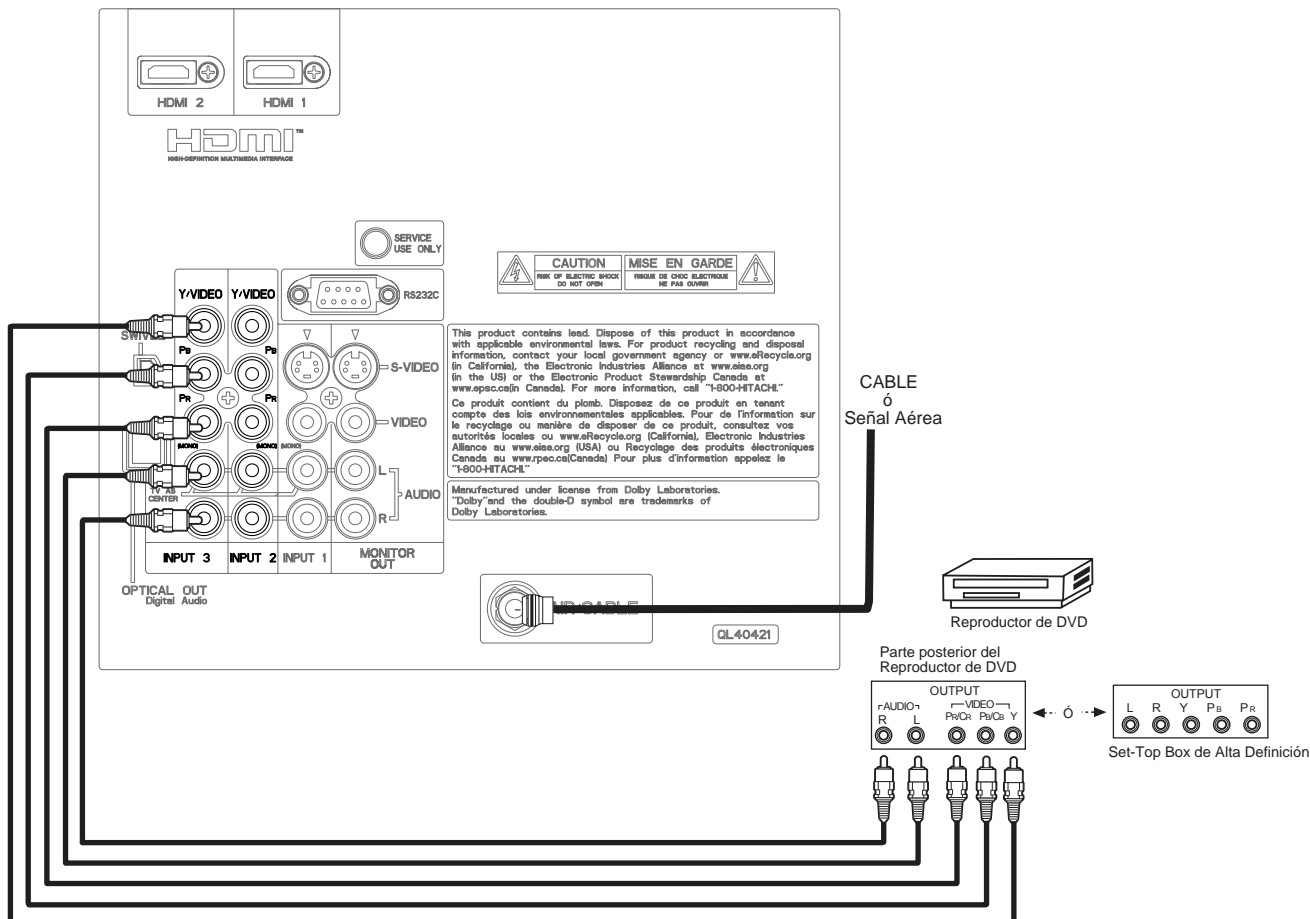 HDMI 2
HDMI 1
HDMI™
HIGH-DEFINITION MULTIMEDIA INTERFACE
SERVICE
USE ONLY
CAUTION
RISK OF ELECTRIC SHOCK
DO NOT OPEN
MISE EN GARDE
RISQUE DE CHOC ELECTRIQUE
NE PAS OUVRIR
Y/VIDEO
Y/VIDEO
RS232C
PB
PB
S-VIDEO
PR
PR
VIDEO
(MONO)
(MONO)
(MONO)
TV AS
CENTER
L
AUDIO
R
INPUT 3
INPUT 2
INPUT 1
MONITOR
OUT
OPTICAL OUT
Digital Audio
This product contains lead. Dispose of this product in accordance
with applicable environmental laws. For product recycling and disposal
information, contact your local government agency or www.eRecycle.org
(in California), the Electronic Industries Alliance at www.eiae.org
(in the US) or the Electronic Product Stewardship Canada at
www.epsc.ca(in Canada). For more information, call "1-800-HITACHI."
Ce produit contient du plomb. Disposez de ce produit en tenant
compte des lois environnementales applicables. Pour de l'information sur
le recyclage ou manière de disposer de ce produit, consultez vos
autorités locales ou www.eRecycle.org (California), Electronic Industries
Alliance au www.eiae.org (USA) ou Recyclage des produits électroniques
Canada au www.rpec.ca(Canada) Pour plus d'information appelez le
"1-800-HITACHI."
Manufactured under license from Dolby Laboratories.
"Dolby"and the double-D symbol are trademarks of
Dolby Laboratories.
QL40421
CABLE
ó
Señal Aérea
Reproductor de DVD
Parte posterior del
Reproductor de DVD
OUTPUT
AUDIO
VIDEO
R L PR/CR PB/CB Y
Ó
OUTPUT
L R Y PB PR
Set-Top Box de Alta Definición